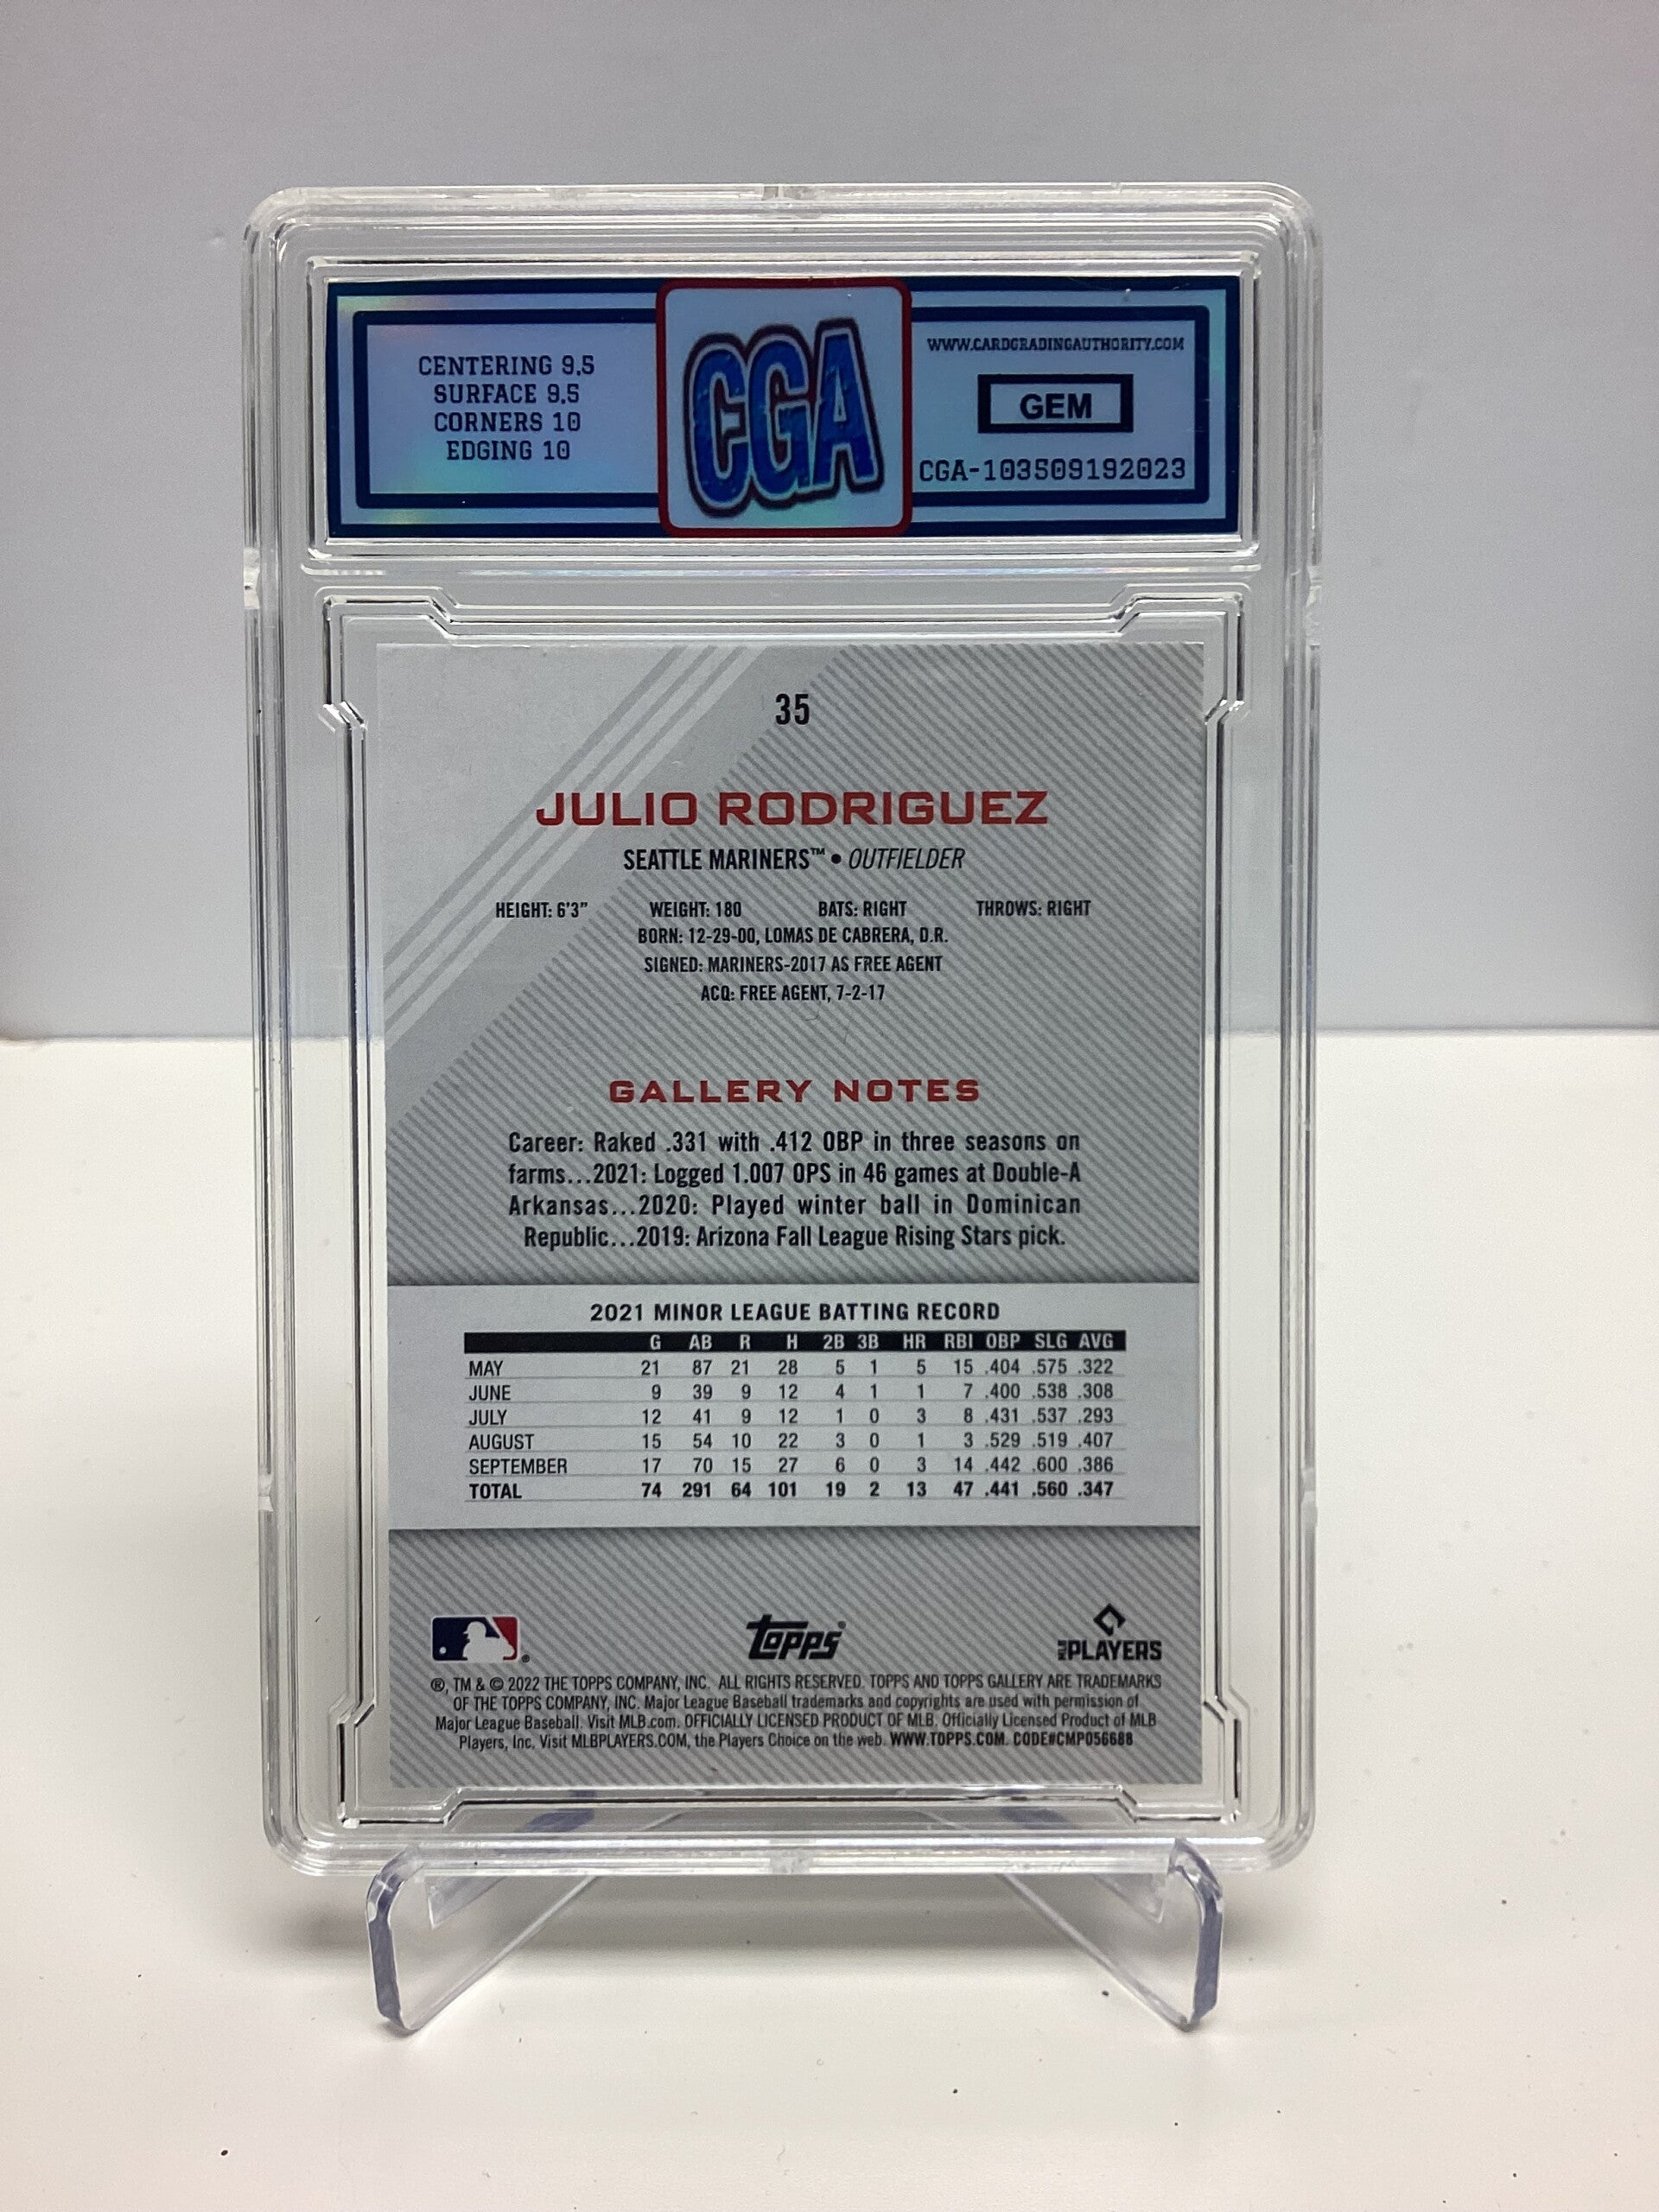 CENTERING 9.5
SURFACE 9.5
CORNERS 10
EDGING 10
CGA
WWW.CARDGRADINGAUTHORITY.COM
GEM
CGA-103509192023
35
JULIO RODRIGUEZ
SEATTLE MARINERS™ • OUTFIELDER
HEIGHT: 6'3" WEIGHT: 180 BATS: RIGHT THROWS: RIGHT
BORN: 12-29-00, LOMAS DE CABRERA, D.R.
SIGNED: MARINERS-2017 AS FREE AGENT
ACQ: FREE AGENT, 7-2-17
GALLERY NOTES
Career: Raked .331 with .412 OBP in three seasons on
farms...2021: Logged 1.007 OPS in 46 games at Double-A
Arkansas...2020: Played winter ball in Dominican
Republic...2019: Arizona Fall League Rising Stars pick.
2021 MINOR LEAGUE BATTING RECORD
G AB R H 2B 3B HR RBI OBP SLG AVG
MAY 21 87 21 28 5 1 5 15 .404 .575 .322
JUNE 9 39 9 12 4 1 1 7 .400 .538 .308
JULY 12 41 9 12 1 0 3 8 .431 .537 .293
AUGUST 15 54 10 22 3 0 1 3 .529 .519 .407
SEPTEMBER 17 70 15 27 6 0 3 14 .442 .600 .386
TOTAL 74 291 64 101 19 2 13 47 .441 .560 .347
topps®
MLB PLAYERS
®, TM & © 2022 THE TOPPS COMPANY, INC. ALL RIGHTS RESERVED. TOPPS AND TOPPS GALLERY ARE TRADEMARKS
OF THE TOPPS COMPANY, INC. Major League Baseball trademarks and copyrights are used with permission of
Major League Baseball. Visit MLB.com. OFFICIALLY LICENSED PRODUCT OF MLB. Officially Licensed Product of MLB
Players, Inc. Visit MLBPLAYERS.COM, the Players Choice on the web. WWW.TOPPS.COM. CODE#CMP056688